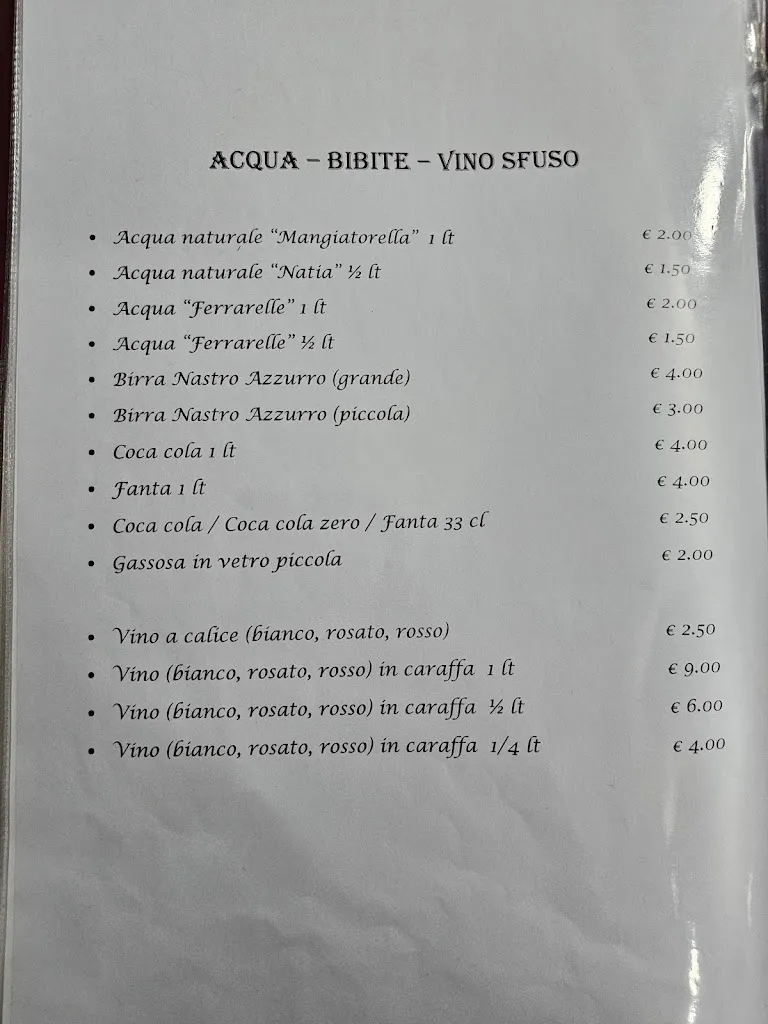 ACQUA – BIBITE – VINO SFUSO
• Acqua naturale “Mangiatorella” 1 lt € 2.00
• Acqua naturale “Natia” ½ lt € 1.50
• Acqua “Ferrarelle” 1 lt € 2.00
• Acqua “Ferrarelle” ½ lt € 1.50
• Birra Nastro Azzurro (grande) € 4.00
• Birra Nastro Azzurro (piccola) € 3.00
• Coca cola 1 lt € 4.00
• Fanta 1 lt € 4.00
• Coca cola / Coca cola zero / Fanta 33 cl € 2.50
• Gassosa in vetro piccola € 2.00
• Vino a calice (bianco, rosato, rosso) € 2.50
• Vino (bianco, rosato, rosso) in caraffa 1 lt € 9.00
• Vino (bianco, rosato, rosso) in caraffa ½ lt € 6.00
• Vino (bianco, rosato, rosso) in caraffa 1/4 lt € 4.00